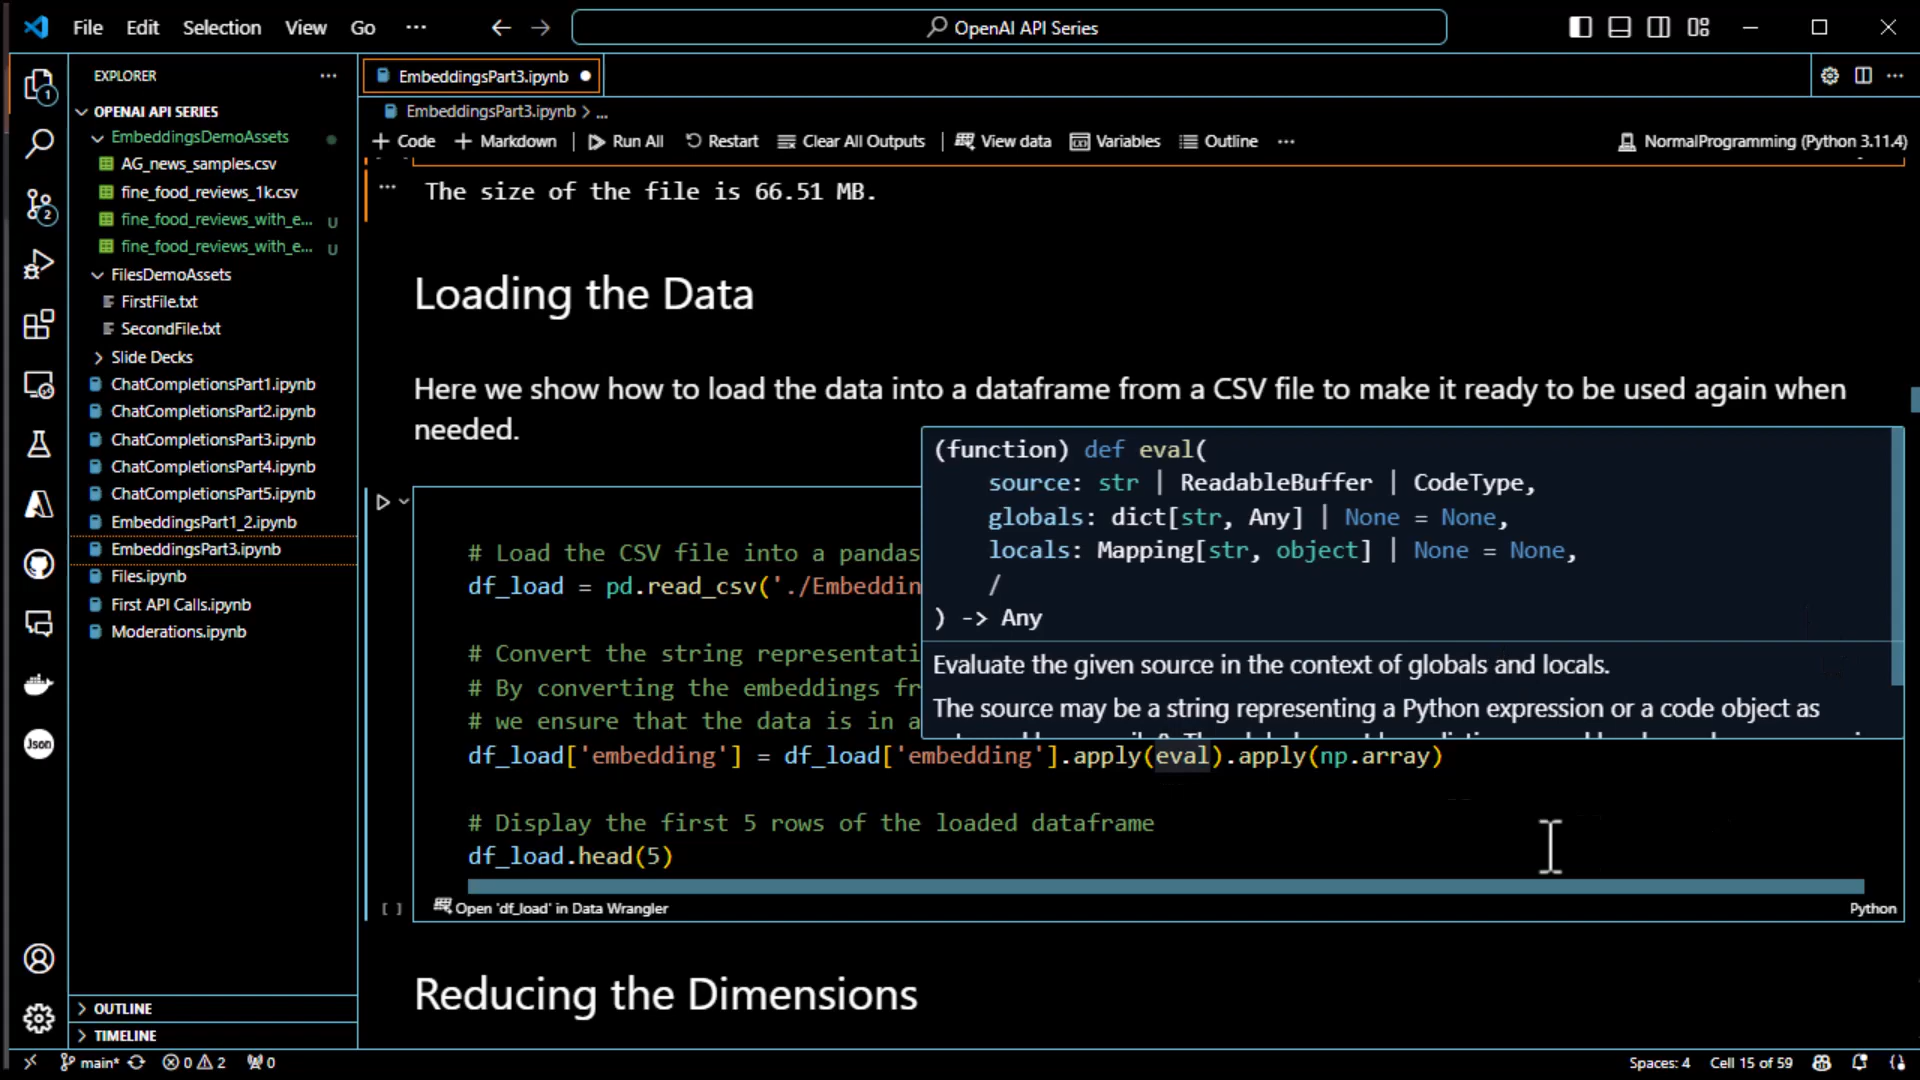 File Edit Selection View Go ··· OpenAI API Series
EXPLORER ···
OPENAI API SERIES
EmbeddingsDemoAssets
AG_news_samples.csv
fine_food_reviews_1k.csv
fine_food_reviews_with_e... U
fine_food_reviews_with_e... U
FilesDemoAssets
FirstFile.txt
SecondFile.txt
Slide Decks
ChatCompletionsPart1.ipynb
ChatCompletionsPart2.ipynb
ChatCompletionsPart3.ipynb
ChatCompletionsPart4.ipynb
ChatCompletionsPart5.ipynb
EmbeddingsPart1_2.ipynb
EmbeddingsPart3.ipynb
Files.ipynb
First API Calls.ipynb
Moderations.ipynb
OUTLINE
TIMELINE
1
2
Json
EmbeddingsPart3.ipynb
EmbeddingsPart3.ipynb > ...
+ Code + Markdown Run All Restart Clear All Outputs View data Variables Outline ··· NormalProgramming (Python 3.11.4)
The size of the file is 66.51 MB.
Loading the Data
Here we show how to load the data into a dataframe from a CSV file to make it ready to be used again when
needed.
(function) def eval(
source: str | ReadableBuffer | CodeType,
globals: dict[str, Any] | None = None,
locals: Mapping[str, object] | None = None,
/
) -> Any
Evaluate the given source in the context of globals and locals.
The source may be a string representing a Python expression or a code object as
# Load the CSV file into a pandas
df_load = pd.read_csv('./Embeddin
# Convert the string representati
# By converting the embeddings fr
# we ensure that the data is in a
df_load['embedding'] = df_load['embedding'].apply(eval).apply(np.array)
# Display the first 5 rows of the loaded dataframe
df_load.head(5)
[ ] Open 'df_load' in Data Wrangler Python
Reducing the Dimensions
main* 0 2 0 Spaces: 4 Cell 15 of 59